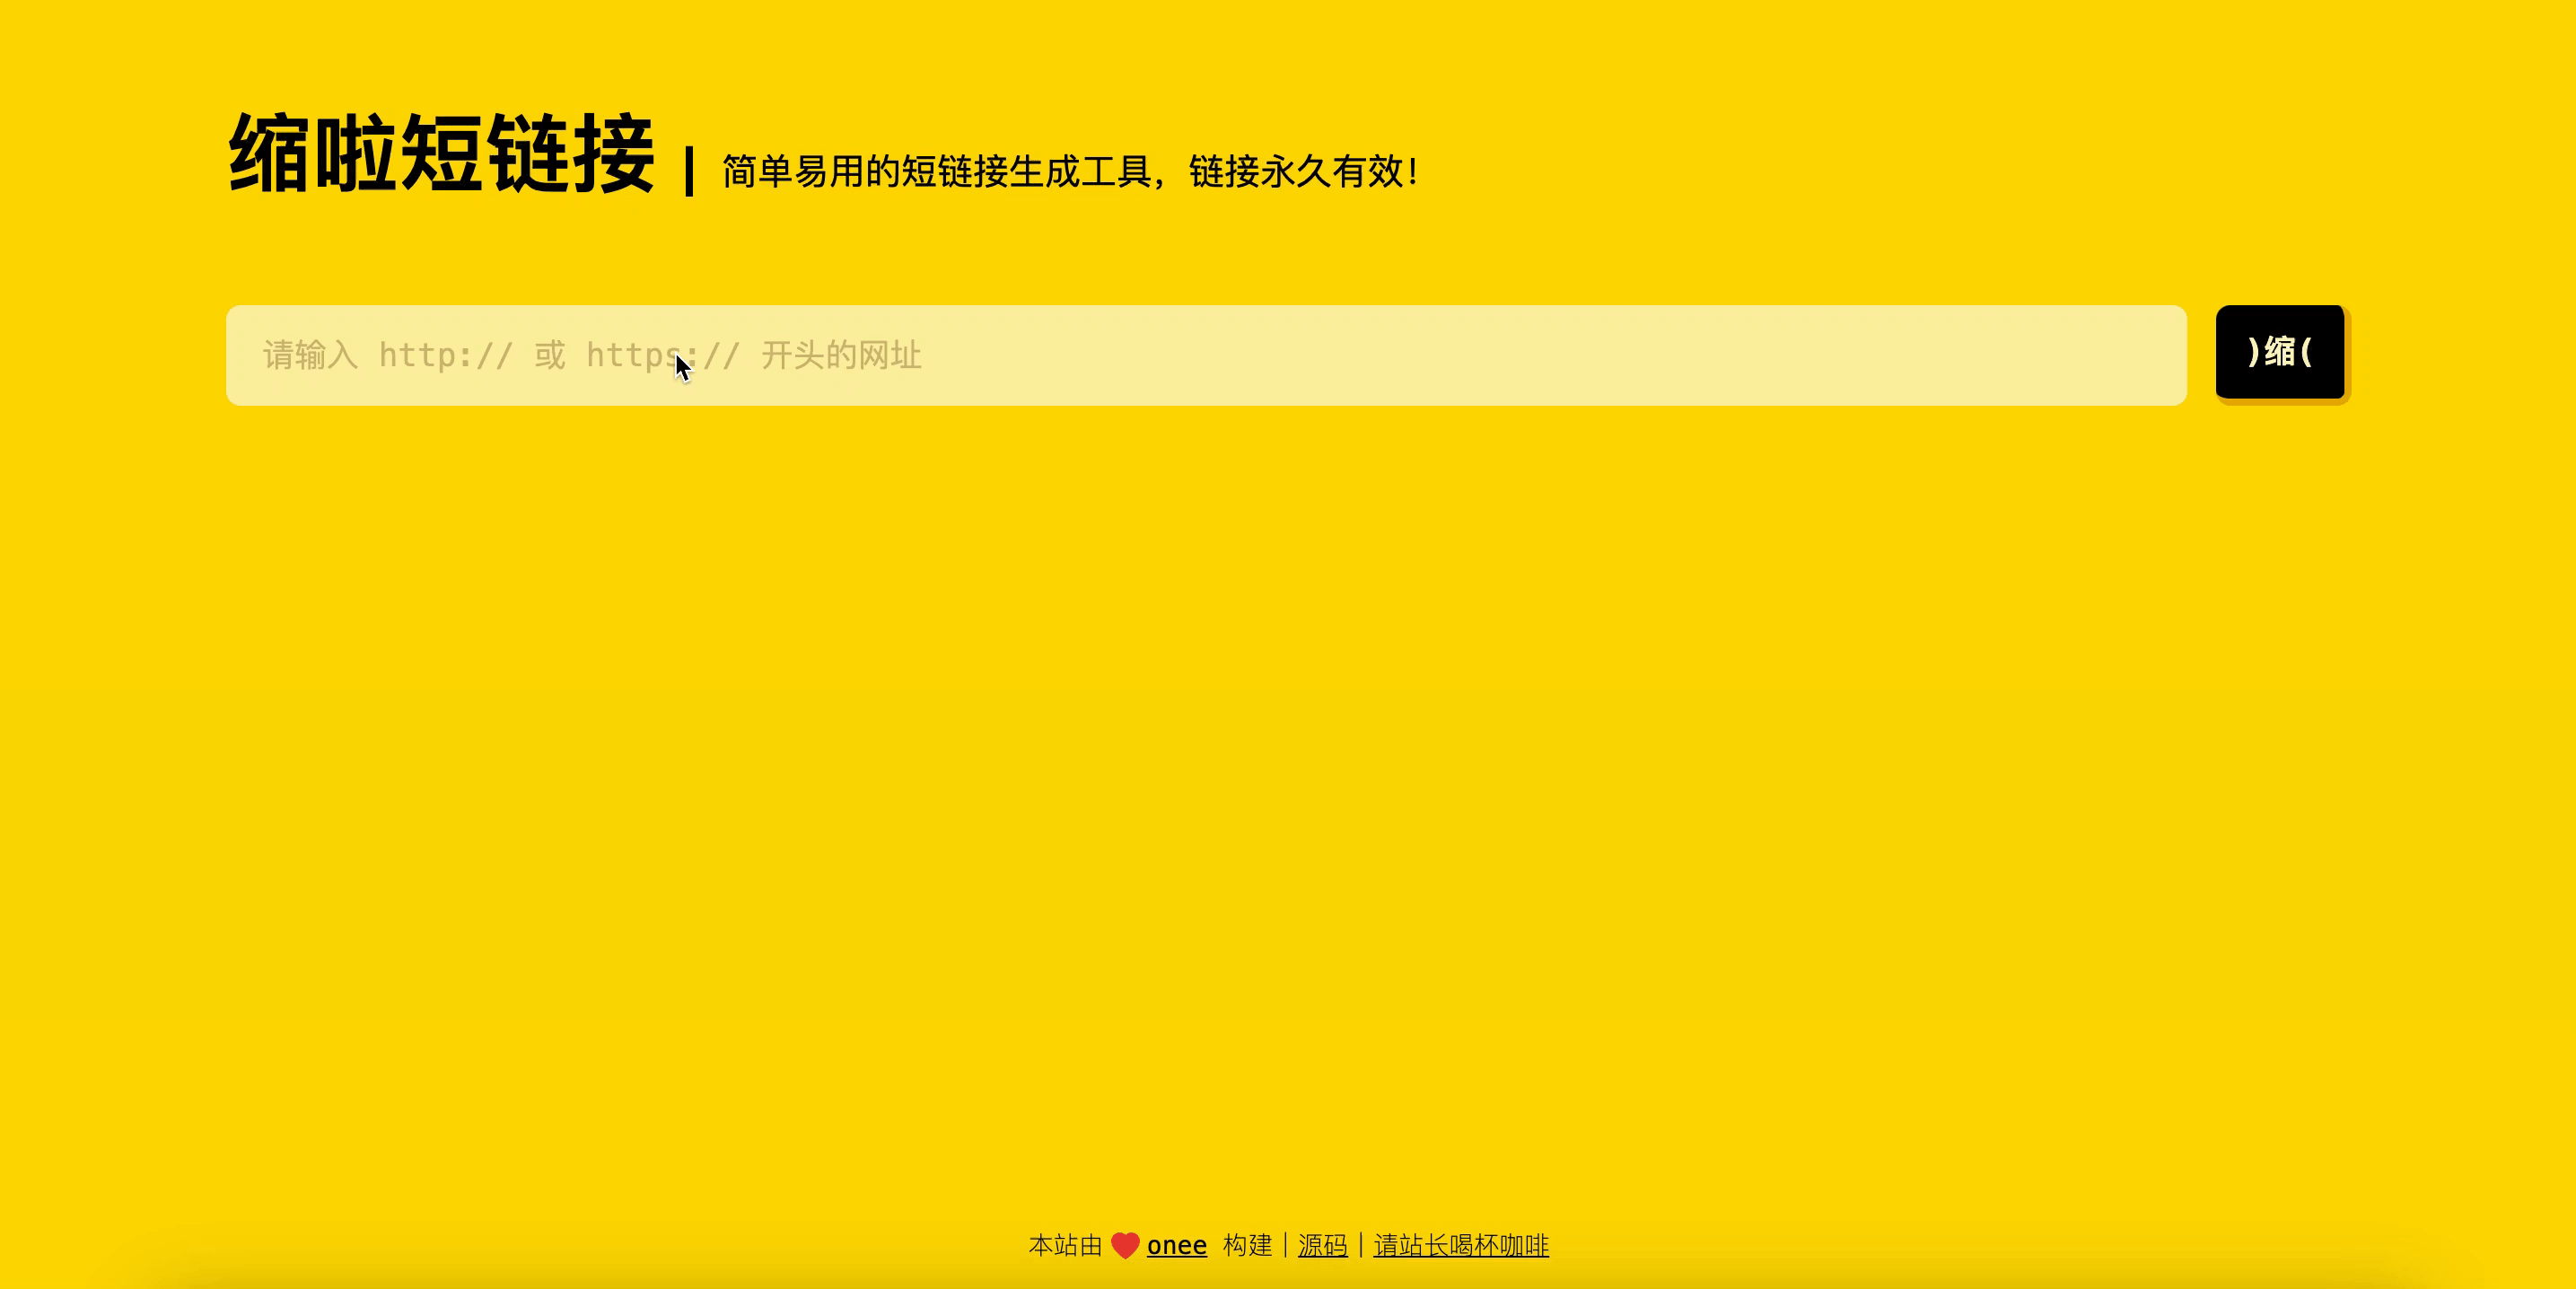 缩啦短链接 | 简单易用的短链接生成工具，链接永久有效！
请输入 http:// 或 https:// 开头的网址
)缩(
本站由 ❤️ onee 构建 | 源码 | 请站长喝杯咖啡